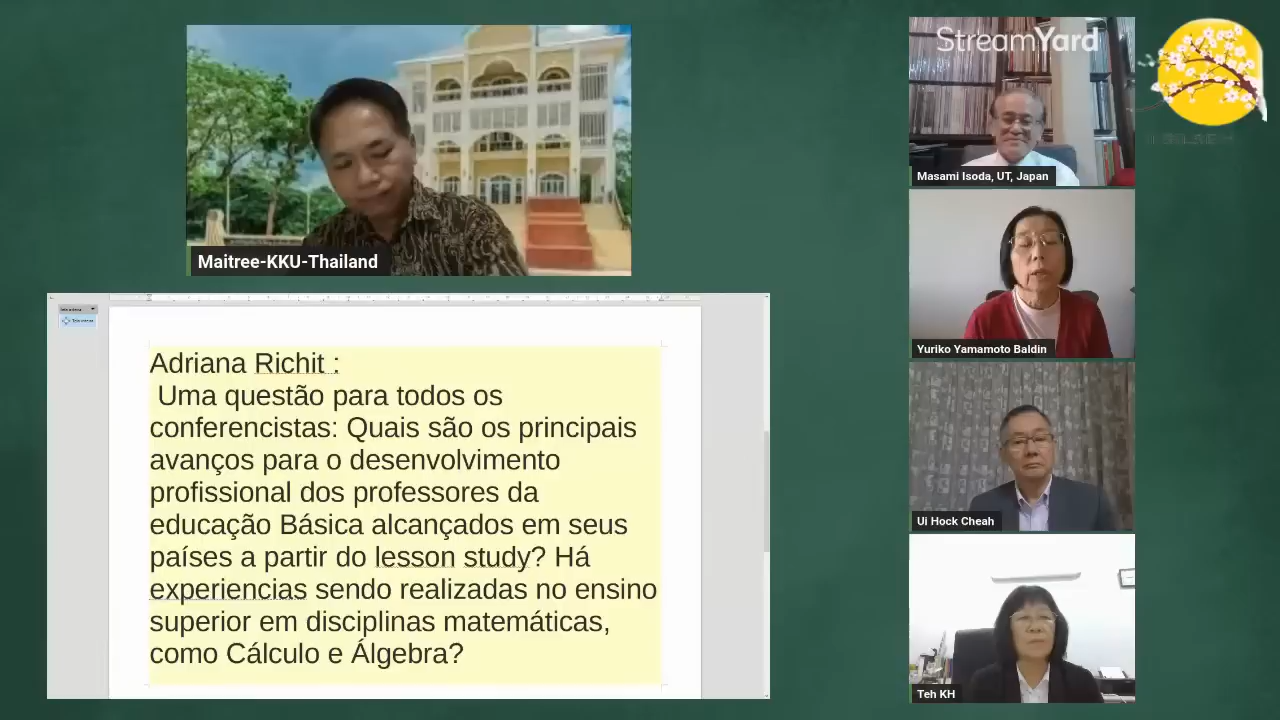 StreamYard
Maitree-KKU-Thailand
Masami Isoda, UT, Japan
Yuriko Yamamoto Baldin
Ui Hock Cheah
Teh KH
Adriana Richit :
Uma questão para todos os
conferencistas: Quais são os principais
avanços para o desenvolvimento
profissional dos professores da
educação Básica alcançados em seus
países a partir do lesson study? Há
experiencias sendo realizadas no ensino
superior em disciplinas matemáticas,
como Cálculo e Álgebra?